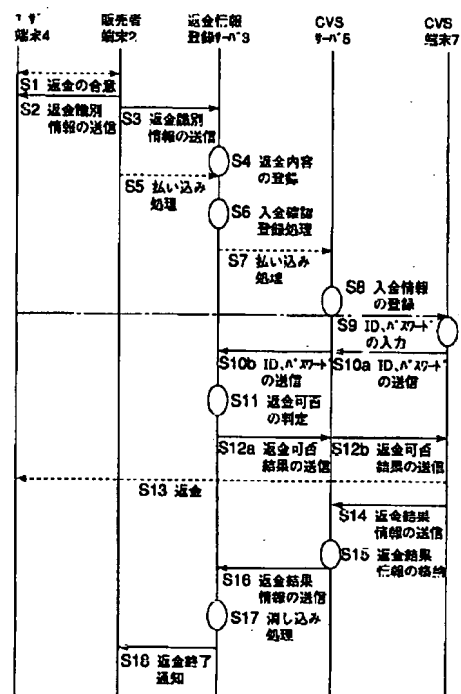 ユーザ
端末4
販売者
端末2
返金情報
登録サーバ3
CVS
サーバ5
CVS
端末7
S1 返金の合意
S2 返金識別
情報の送信
S3 返金識別
情報の送信
S4 返金内容
の登録
S5 払い込み
処理
S6 入金確認
登録処理
S7 払い込み
処理
S8 入金情報
の登録
S9 ID、パスワード
の入力
S10b ID、パスワード
の送信
S10a ID、パスワード
の送信
S11 返金可否
の判定
S12a 返金可否
結果の送信
S12b 返金可否
結果の送信
S13 返金
S14 返金結果
情報の送信
S15 返金結果
情報の格納
S16 返金結果
情報の送信
S17 消し込み
処理
S18 返金終了
通知